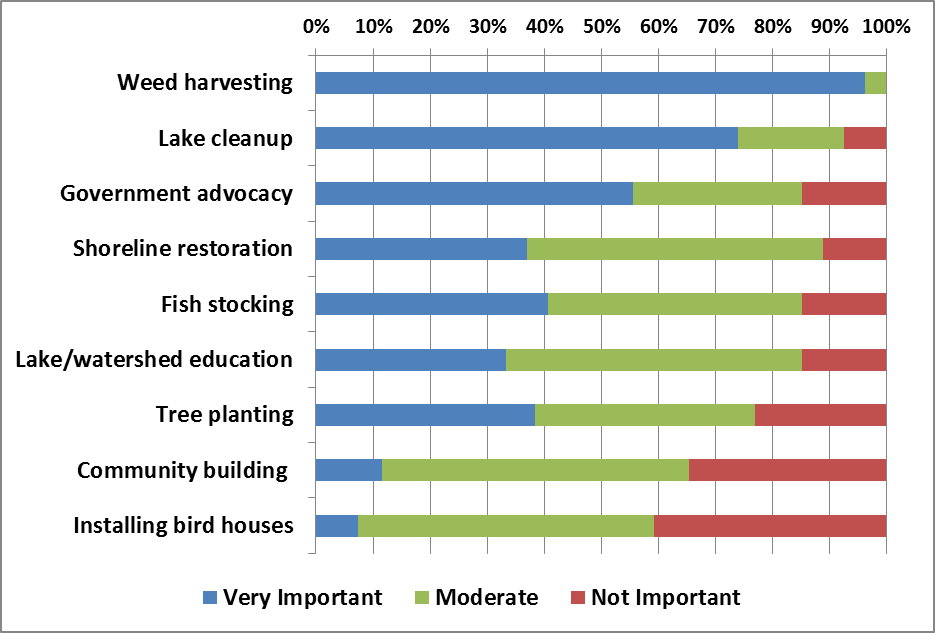 0% 10% 20% 30% 40% 50% 60% 70% 80% 90% 100%
Weed harvesting
Lake cleanup
Government advocacy
Shoreline restoration
Fish stocking
Lake/watershed education
Tree planting
Community building
Installing bird houses
Very Important Moderate Not Important